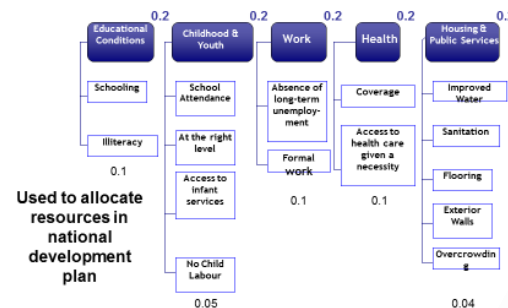 0.2
0.2
0.2
0.2
0.2
Educational
Conditions
Childhood &
Youth
Work
Health
Housing &
Public Services
Schooling
Illiteracy
0.1
School
Attendance
At the right
level
Access to
infant
services
No Child
Labour
0.05
Absence of
long-term
unemploy-
ment
Formal
work
0.1
Coverage
Access to
health care
given a
necessity
0.1
Improved
Water
Sanitation
Flooring
Exterior
Walls
Overcrowdin
g
0.04
Used to allocate
resources in
national
development
plan